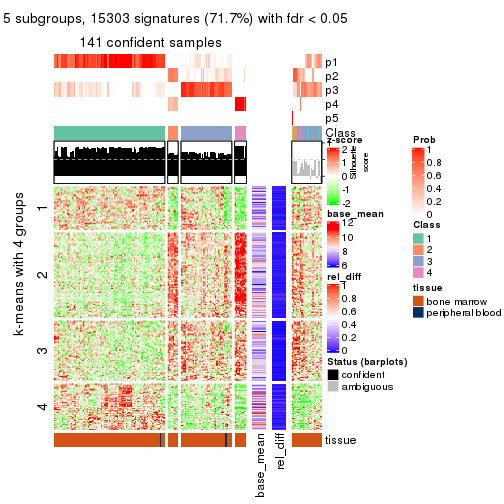 5 subgroups, 15303 signatures (71.7%) with fdr < 0.05
141 confident samples
p1
p2
p3
p4
p5
Class
Silhouette
score
1
2
3
4
k-means with 4 groups
tissue
base_mean
rel_diff
z-score
2
1
0
-1
-2
base_mean
12
10
8
6
rel_diff
1
0.8
0.6
0.4
0.2
0
Status (barplots)
confident
ambiguous
Prob
1
0.8
0.6
0.4
0.2
0
Class
1
2
3
4
tissue
bone marrow
peripheral blood